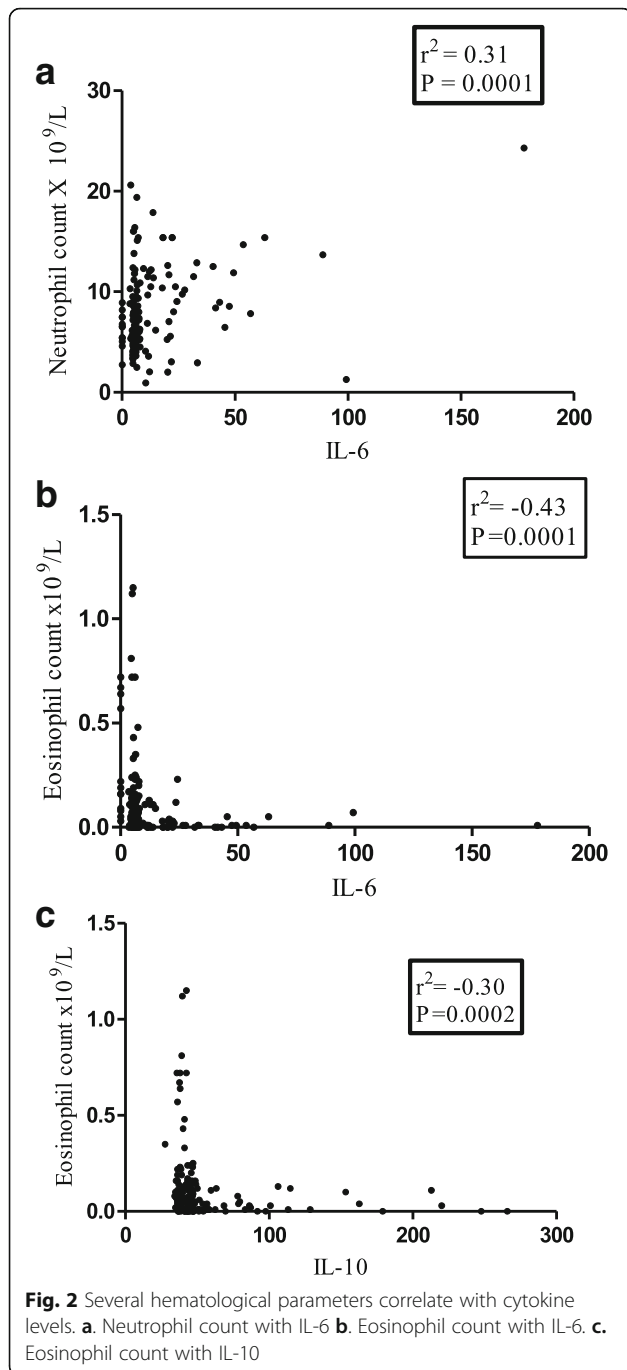 a
r² = 0.31
P = 0.0001
30
20
10
0
Neutrophil count X 10⁹/L
0 50 100 150 200
IL-6
b
r²= -0.43
P=0.0001
1.5
1.0
0.5
0.0
Eosinophil count x10⁹/L
0 50 100 150 200
IL-6
c
r²= -0.30
P=0.0002
1.5
1.0
0.5
0.0
Eosinophil count x10⁹/L
0 100 200 300
IL-10
Fig. 2 Several hematological parameters correlate with cytokine
levels. a. Neutrophil count with IL-6 b. Eosinophil count with IL-6. c.
Eosinophil count with IL-10